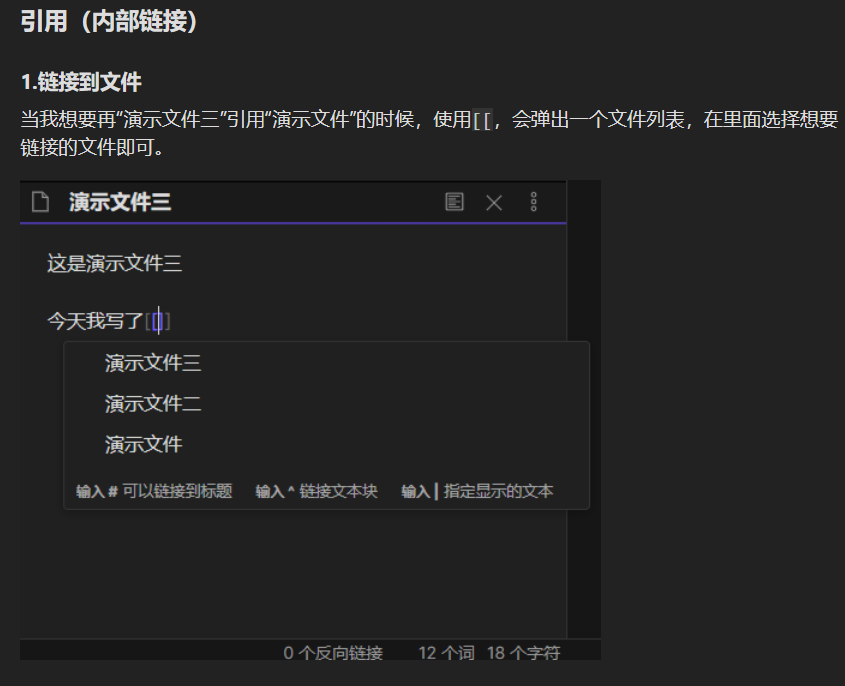 引用（内部链接）
1.链接到文件
当我想要再“演示文件三”引用“演示文件”的时候，使用[[，会弹出一个文件列表，在里面选择想要
链接的文件即可。
演示文件三
这是演示文件三
今天我写了[[]]
演示文件三
演示文件二
演示文件
输入 # 可以链接到标题 输入 ^ 链接文本块 输入 | 指定显示的文本
0 个反向链接 12 个词 18 个字符